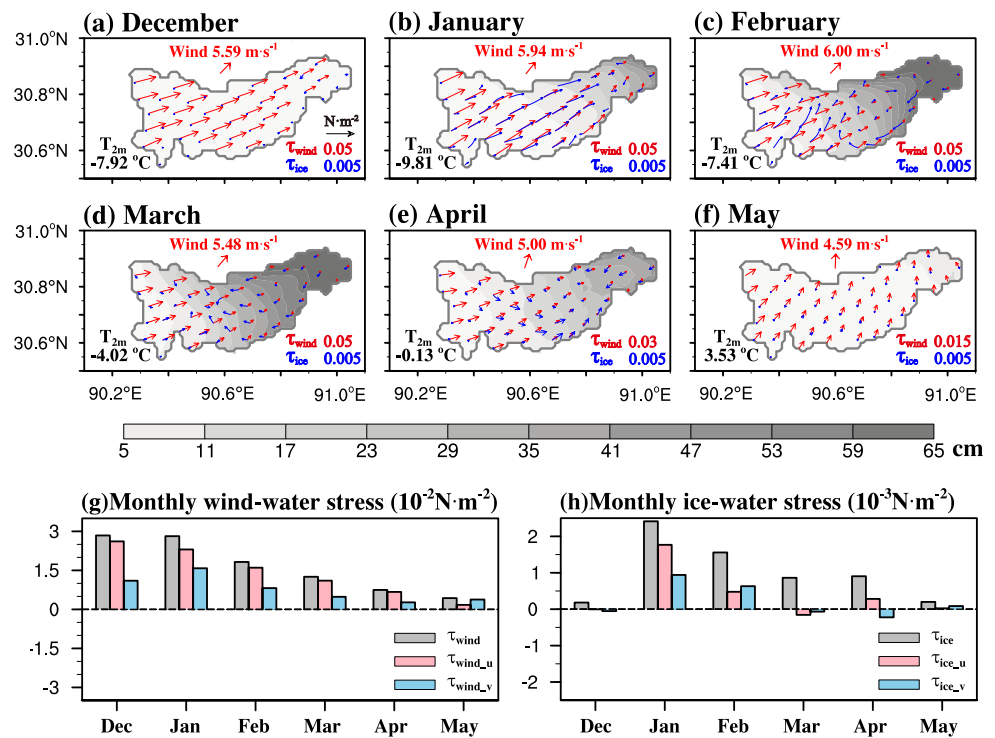 (a) December
(b) January
(c) February
31.0°N
30.8°N
30.6°N
Wind 5.59 m·s⁻¹
N·m⁻²
T2m
-7.92 °C
τwind 0.05
τice 0.005
Wind 5.94 m·s⁻¹
T2m
-9.81 °C
τwind 0.05
τice 0.005
Wind 6.00 m·s⁻¹
T2m
-7.41 °C
τwind 0.05
τice 0.005
(d) March
(e) April
(f) May
31.0°N
30.8°N
30.6°N
Wind 5.48 m·s⁻¹
T2m
-4.02 °C
τwind 0.05
τice 0.005
Wind 5.00 m·s⁻¹
T2m
-0.13 °C
τwind 0.03
τice 0.005
Wind 4.59 m·s⁻¹
T2m
3.53 °C
τwind 0.015
τice 0.005
90.2°E 90.6°E 91.0°E 90.2°E 90.6°E 91.0°E 90.2°E 90.6°E 91.0°E
5 11 17 23 29 35 41 47 53 59 65 cm
(g)Monthly wind-water stress (10⁻²N·m⁻²)
3
1.5
0
-1.5
-3
τwind
τwind_u
τwind_v
Dec Jan Feb Mar Apr May
(h)Monthly ice-water stress (10⁻³N·m⁻²)
2
1
0
-1
-2
τice
τice_u
τice_v
Dec Jan Feb Mar Apr May